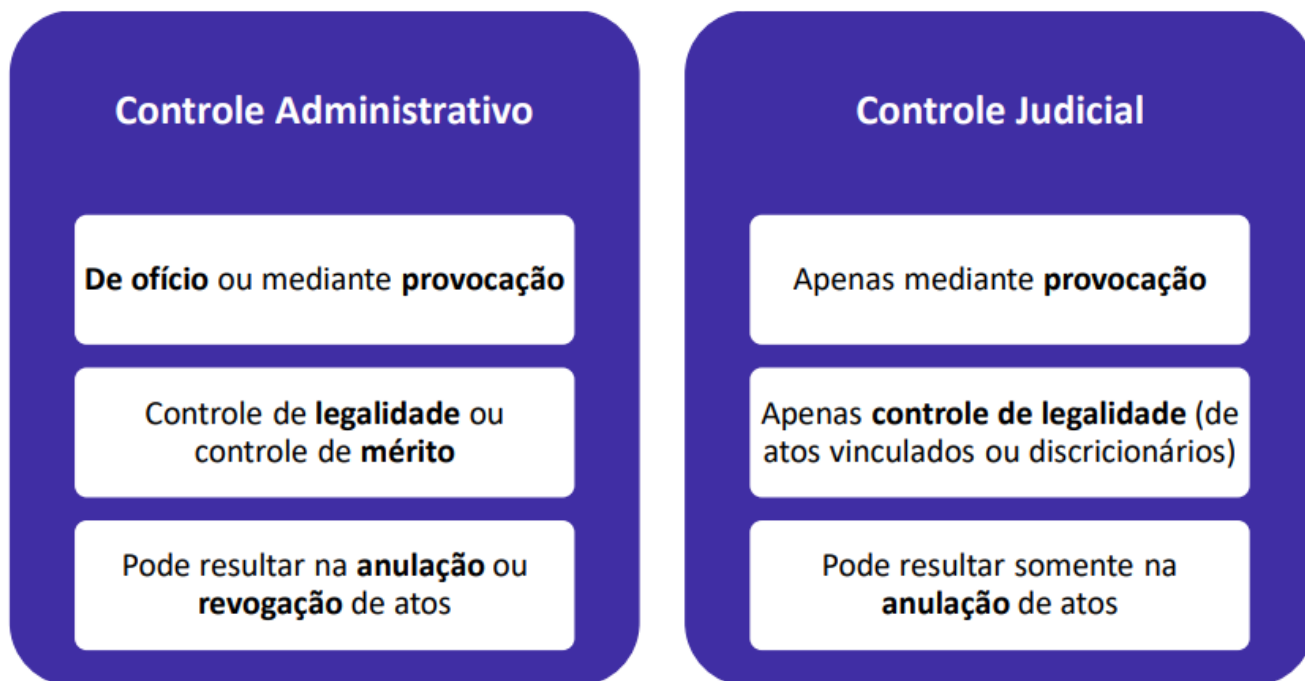 Controle Administrativo
De ofício ou mediante provocação
Controle de legalidade ou
controle de mérito
Pode resultar na anulação ou
revogação de atos
Controle Judicial
Apenas mediante provocação
Apenas controle de legalidade (de
atos vinculados ou discricionários)
Pode resultar somente na
anulação de atos